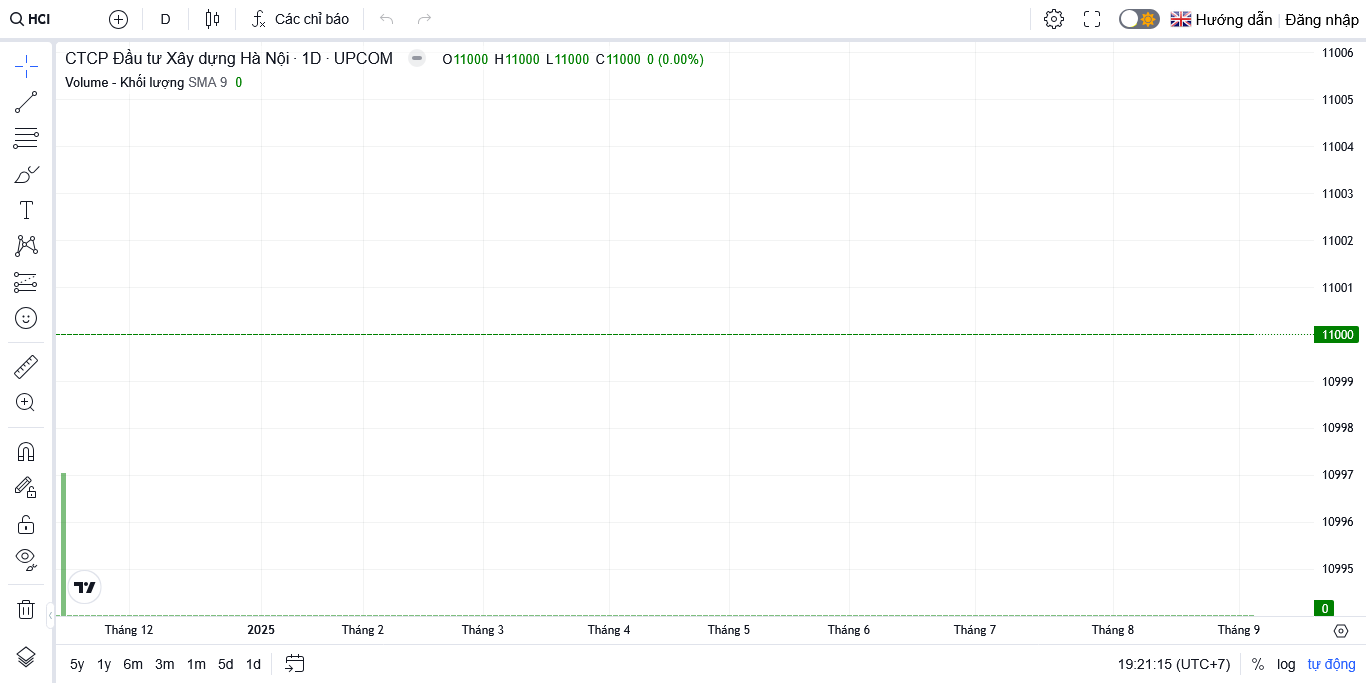 HCI D Các chỉ báo Hướng dẫn Đăng nhập
CTCP Đầu tư Xây dựng Hà Nội · 1D · UPCOM O11000 H11000 L11000 C11000 0 (0.00%)
Volume - Khối lượng SMA 9 0
11006
11005
11004
11003
11002
11001
11000
10999
10998
10997
10996
10995
0
Tháng 12 2025 Tháng 2 Tháng 3 Tháng 4 Tháng 5 Tháng 6 Tháng 7 Tháng 8 Tháng 9
5y 1y 6m 3m 1m 5d 1d 19:21:15 (UTC+7) % log tự động